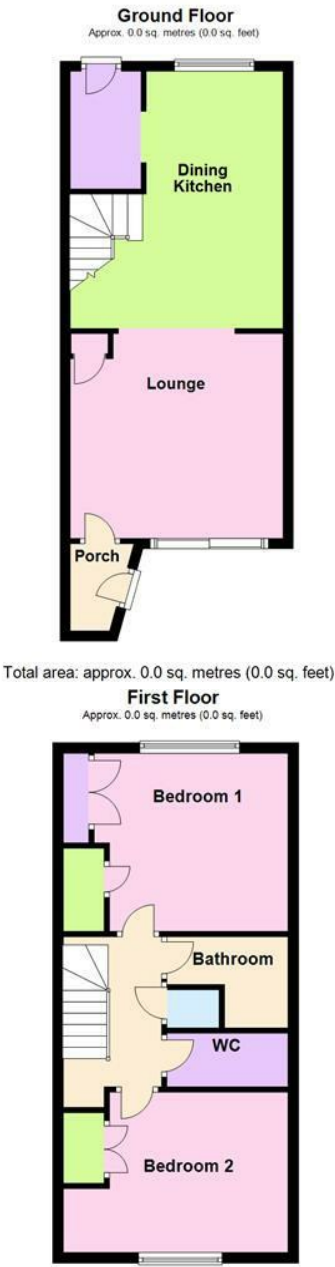 Ground Floor
Approx. 0.0 sq. metres (0.0 sq. feet)
Dining
Kitchen
Lounge
Porch
Total area: approx. 0.0 sq. metres (0.0 sq. feet)
First Floor
Approx. 0.0 sq. metres (0.0 sq. feet)
Bedroom 1
Bathroom
WC
Bedroom 2